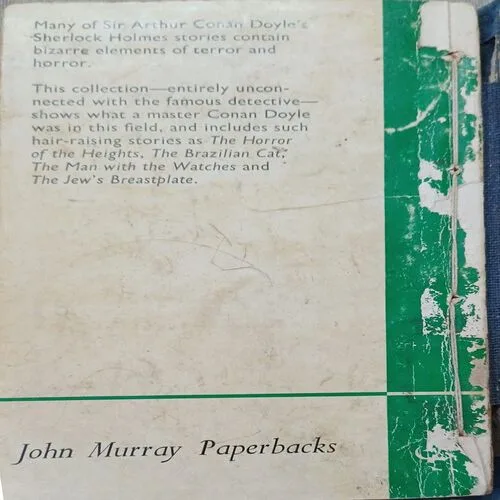 Many of Sir Arthur Conan Doyle's
Sherlock Holmes stories contain
bizarre elements of terror and
horror.
This collection—entirely uncon-
nected with the famous detective—
shows what a master Conan Doyle
was in this field, and includes such
hair-raising stories as The Horror
of the Heights, The Brazilian Cat,
The Man with the Watches and
The Jew's Breastplate.
John Murray Paperbacks